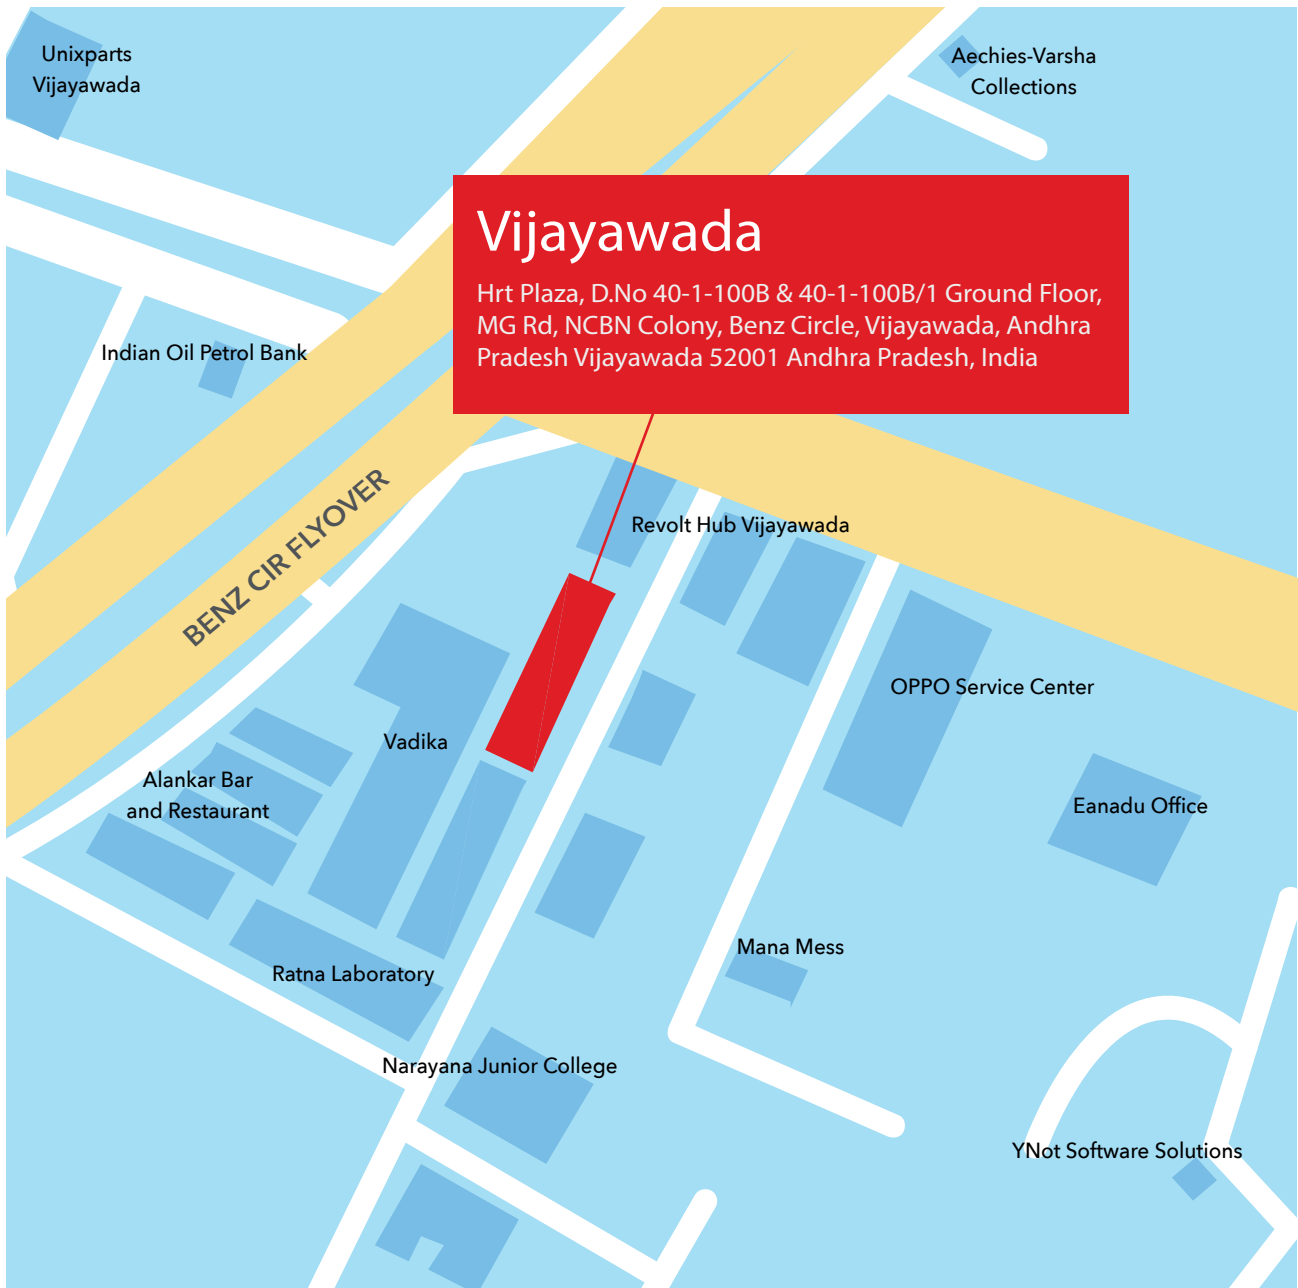 Unixparts
Vijayawada
Aechies-Varsha
Collections
Vijayawada
Hrt Plaza, D.No 40-1-100B & 40-1-100B/1 Ground Floor,
MG Rd, NCBN Colony, Benz Circle, Vijayawada, Andhra
Pradesh Vijayawada 52001 Andhra Pradesh, India
Indian Oil Petrol Bank
BENZ CIR FLYOVER
Revolt Hub Vijayawada
OPPO Service Center
Vadika
Alankar Bar
and Restaurant
Eanadu Office
Mana Mess
Ratna Laboratory
Narayana Junior College
YNot Software Solutions